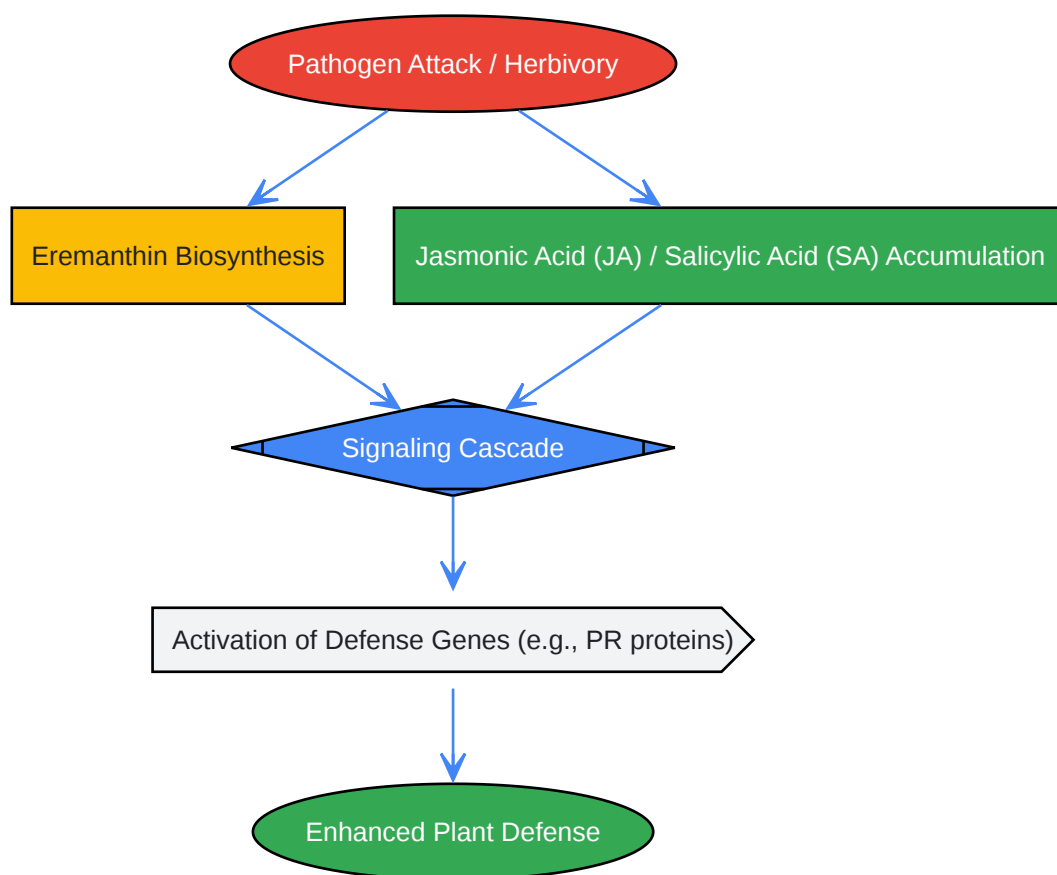 Pathogen Attack / Herbivory
Eremanthin Biosynthesis
Jasmonic Acid (JA) / Salicylic Acid (SA) Accumulation
Signaling Cascade
Activation of Defense Genes (e.g., PR proteins)
Enhanced Plant Defense